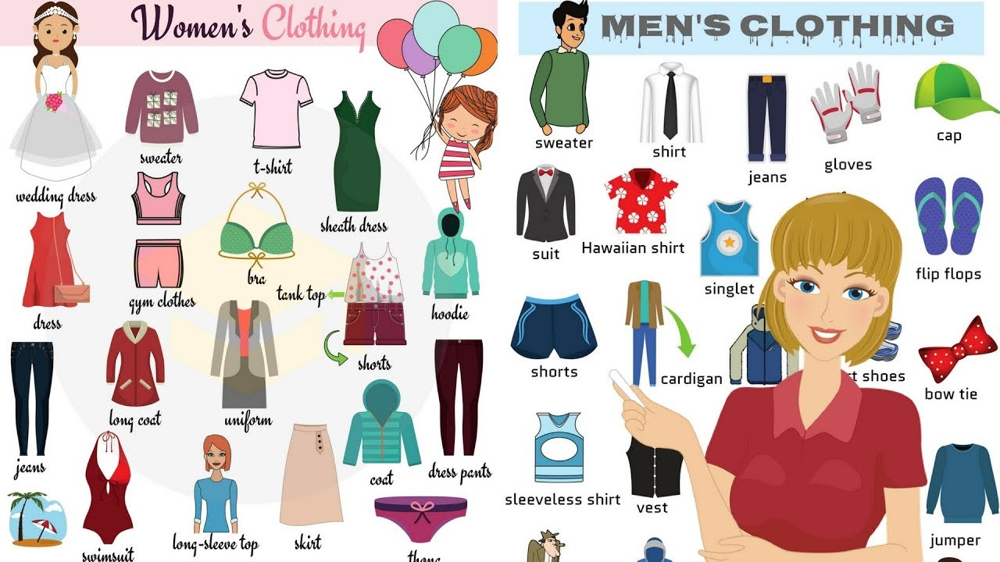 Women's Clothing
wedding dress
sweater
t-shirt
sheath dress
dress
gym clothes
bra
tank top
hoodie
shorts
jeans
long coat
uniform
coat
dress pants
swimsuit
long-sleeve top
skirt
thong
MEN'S CLOTHING
sweater
shirt
jeans
gloves
cap
suit
Hawaiian shirt
singlet
flip flops
shorts
cardigan
shoes
bow tie
sleeveless shirt
vest
jumper